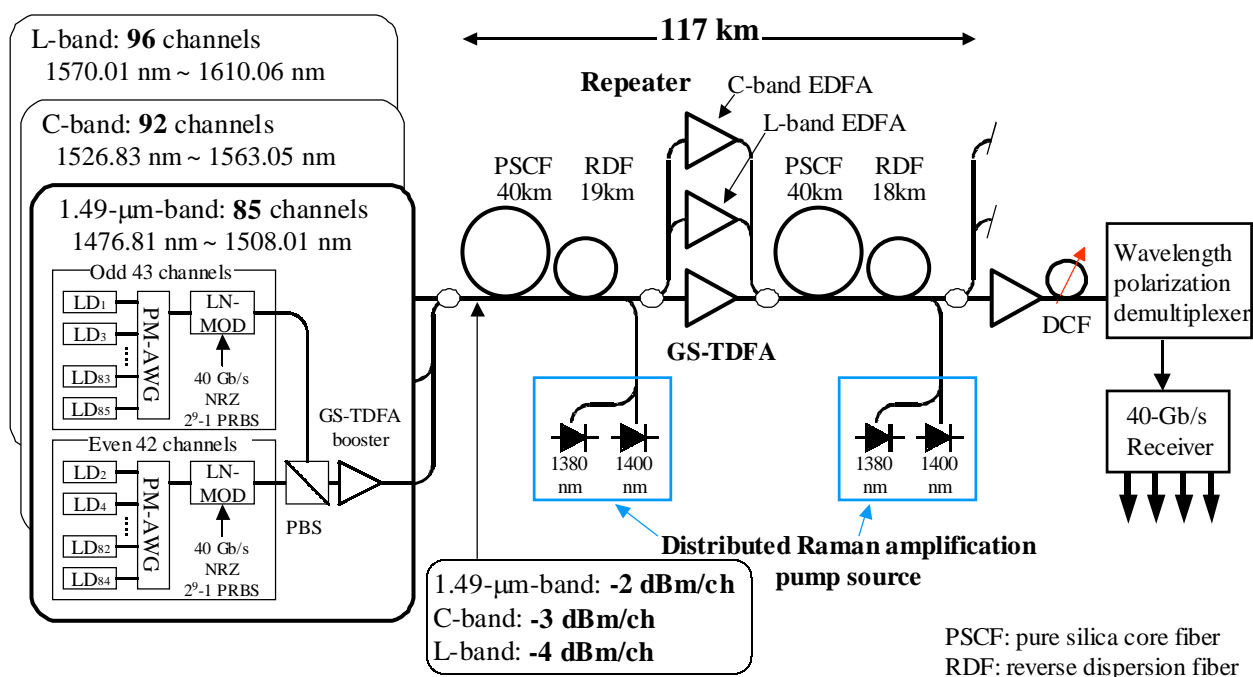 L-band: 96 channels
1570.01 nm ~ 1610.06 nm
C-band: 92 channels
1526.83 nm ~ 1563.05 nm
1.49-μm-band: 85 channels
1476.81 nm ~ 1508.01 nm
Odd 43 channels
LD1
LD3
LD83
LD85
PM-AWG
LN-
MOD
40 Gb/s
NRZ
2⁹-1 PRBS
Even 42 channels
LD2
LD4
LD82
LD84
PM-AWG
LN-
MOD
40 Gb/s
NRZ
2⁹-1 PRBS
PBS
GS-TDFA
booster
117 km
Repeater
C-band EDFA
L-band EDFA
PSCF
40km
RDF
19km
GS-TDFA
PSCF
40km
RDF
18km
DCF
Wavelength
polarization
demultiplexer
40-Gb/s
Receiver
1380
nm
1400
nm
1380
nm
1400
nm
Distributed Raman amplification
pump source
1.49-μm-band: -2 dBm/ch
C-band: -3 dBm/ch
L-band: -4 dBm/ch
PSCF: pure silica core fiber
RDF: reverse dispersion fiber